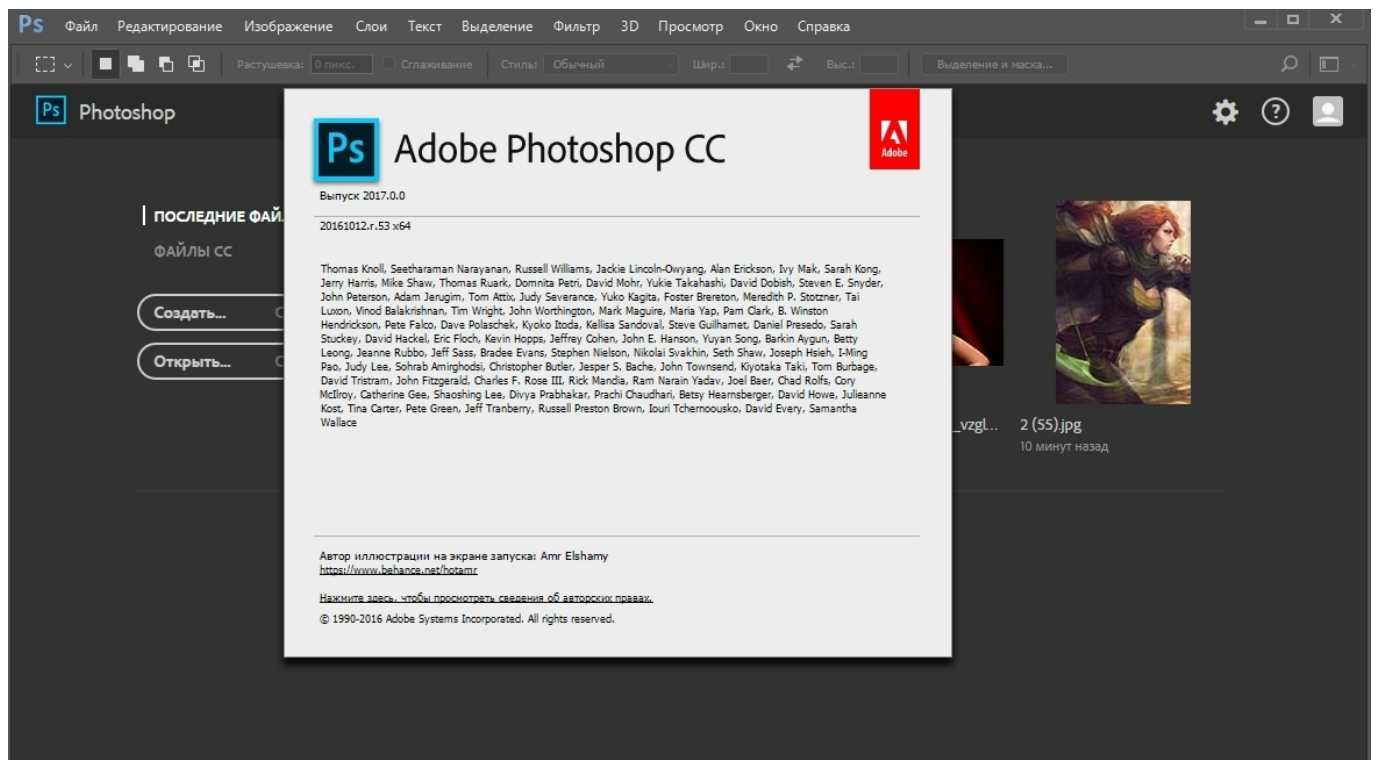 Ps Файл Редактирование Изображение Слои Текст Выделение Фильтр 3D Просмотр Окно Справка
Растушевка: 0 пикс. Сглаживание Стиль: Обычный Шир.: Выс.: Выделение и маска...
Ps Photoshop
Ps Adobe Photoshop CC
Adobe
Выпуск 2017.0.0
20161012.r.53 x64
ПОСЛЕДНИЕ ФАЙ
ФАЙЛЫ CC
Создать...
Открыть...
Thomas Knoll, Seetharaman Narayanan, Russell Williams, Jackie Lincoln-Owyang, Alan Erickson, Ivy Mak, Sarah Kong,
Jerry Harris, Mike Shaw, Thomas Ruark, Domnita Petri, David Mohr, Yukie Takahashi, David Dobish, Steven E. Snyder,
John Peterson, Adam Jerugim, Tom Attix, Judy Severance, Yuko Kagita, Foster Brereton, Meredith P. Stotzner, Tai
Luxon, Vinod Balakrishnan, Tim Wright, John Worthington, Mark Maguire, Maria Yap, Pam Clark, B. Winston
Hendrickson, Pete Falco, Dave Polaschek, Kyoko Itoda, Kellisa Sandoval, Steve Guilhamet, Daniel Presedo, Sarah
Stuckey, David Hackel, Eric Floch, Kevin Hopps, Jeffrey Cohen, John E. Hanson, Yuyan Song, Barkin Aygun, Betty
Leong, Jeanne Rubbo, Jeff Sass, Bradee Evans, Stephen Nielson, Nikolai Svakhin, Seth Shaw, Joseph Hsieh, I-Ming
Pao, Judy Lee, Sohrab Amirghodsi, Christopher Butler, Jesper S. Bache, John Townsend, Kiyotaka Taki, Tom Burbage,
David Tristram, John Fitzgerald, Charles F. Rose III, Rick Mandia, Ram Narain Yadav, Joel Baer, Chad Rolfs, Cory
McIlroy, Catherine Gee, Shaoshing Lee, Divya Prabhakar, Prachi Chaudhari, Betsy Hearnsberger, David Howe, Julieanne
Kost, Tina Carter, Pete Green, Jeff Tranberry, Russell Preston Brown, Iouri Tchernoousko, David Every, Samantha
Wallace
_vzgl... 2 (55).jpg
10 минут назад
Автор иллюстрации на экране запуска: Amr Elshamy
https://www.behance.net/hotamr
Нажмите здесь, чтобы просмотреть сведения об авторских правах.
© 1990-2016 Adobe Systems Incorporated. All rights reserved.